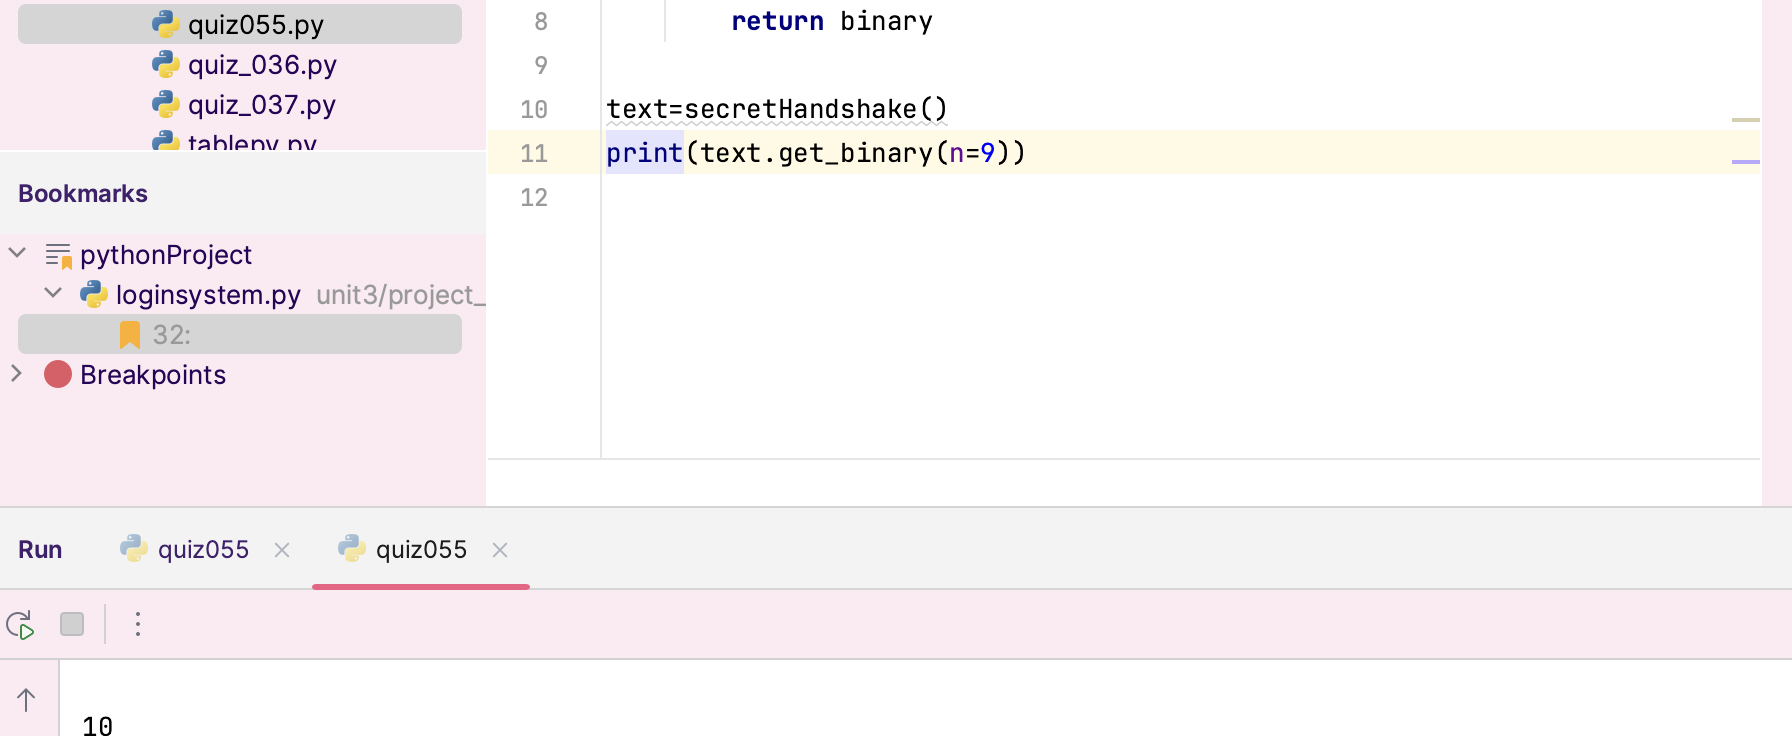 quiz055.py
quiz_036.py
quiz_037.py
tablepy.py
Bookmarks
pythonProject
loginsystem.py unit3/project_
32:
Breakpoints
8 return binary
9
10 text=secretHandshake()
11 print(text.get_binary(n=9))
12
Run quiz055 quiz055
10